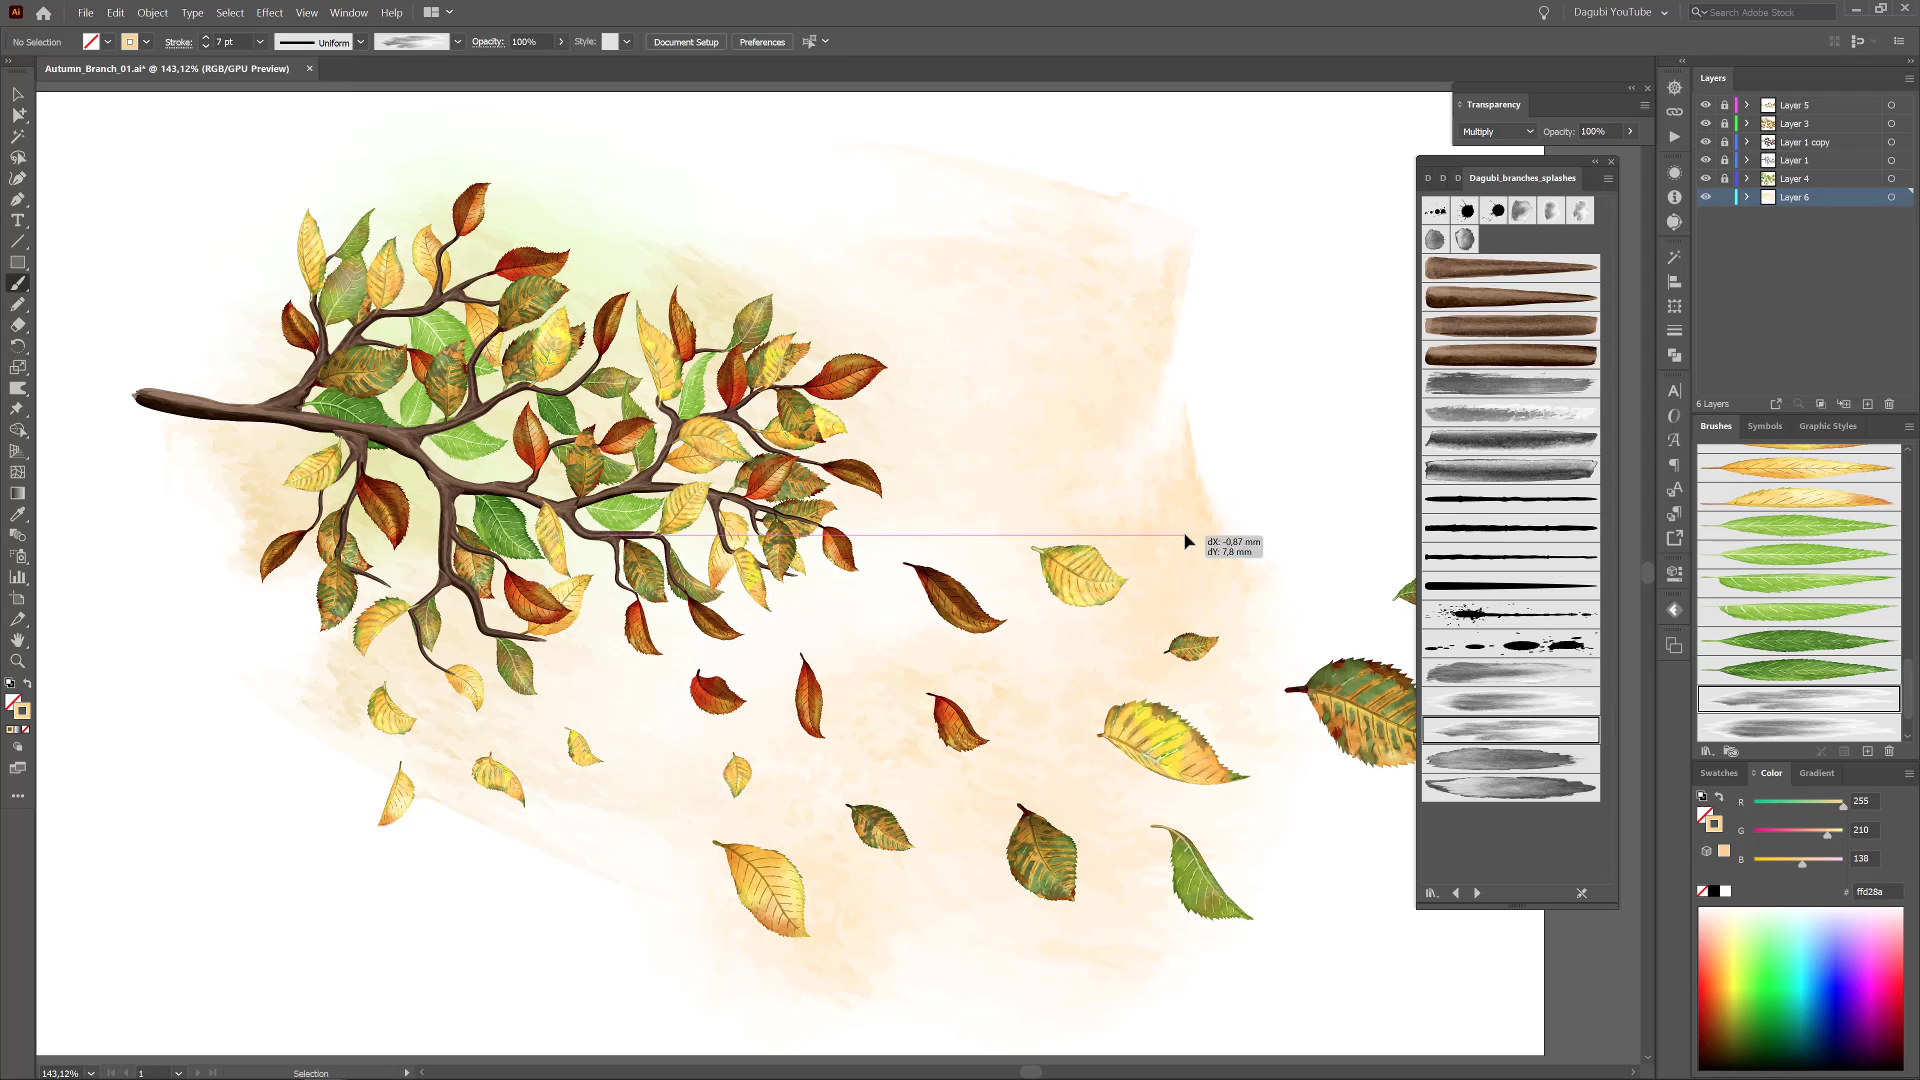 Ai File Edit Object Type Select Effect View Window Help Dagubi YouTube Search Adobe Stock
No Selection Stroke: 7 pt Uniform Opacity: 100% Style: Document Setup Preferences
Autumn_Branch_01.ai* @ 143,12% (RGB/GPU Preview)
Transparency
Multiply Opacity: 100%
D D D Dagubi_branches_splashes
dX: -0,87 mm
dY: 7,8 mm
Layers
Layer 5
Layer 3
Layer 1 copy
Layer 1
Layer 4
Layer 6
6 Layers
Brushes Symbols Graphic Styles
Swatches Color Gradient
R 255
G 210
B 138
# ffd28a
143,12% 1 Selection